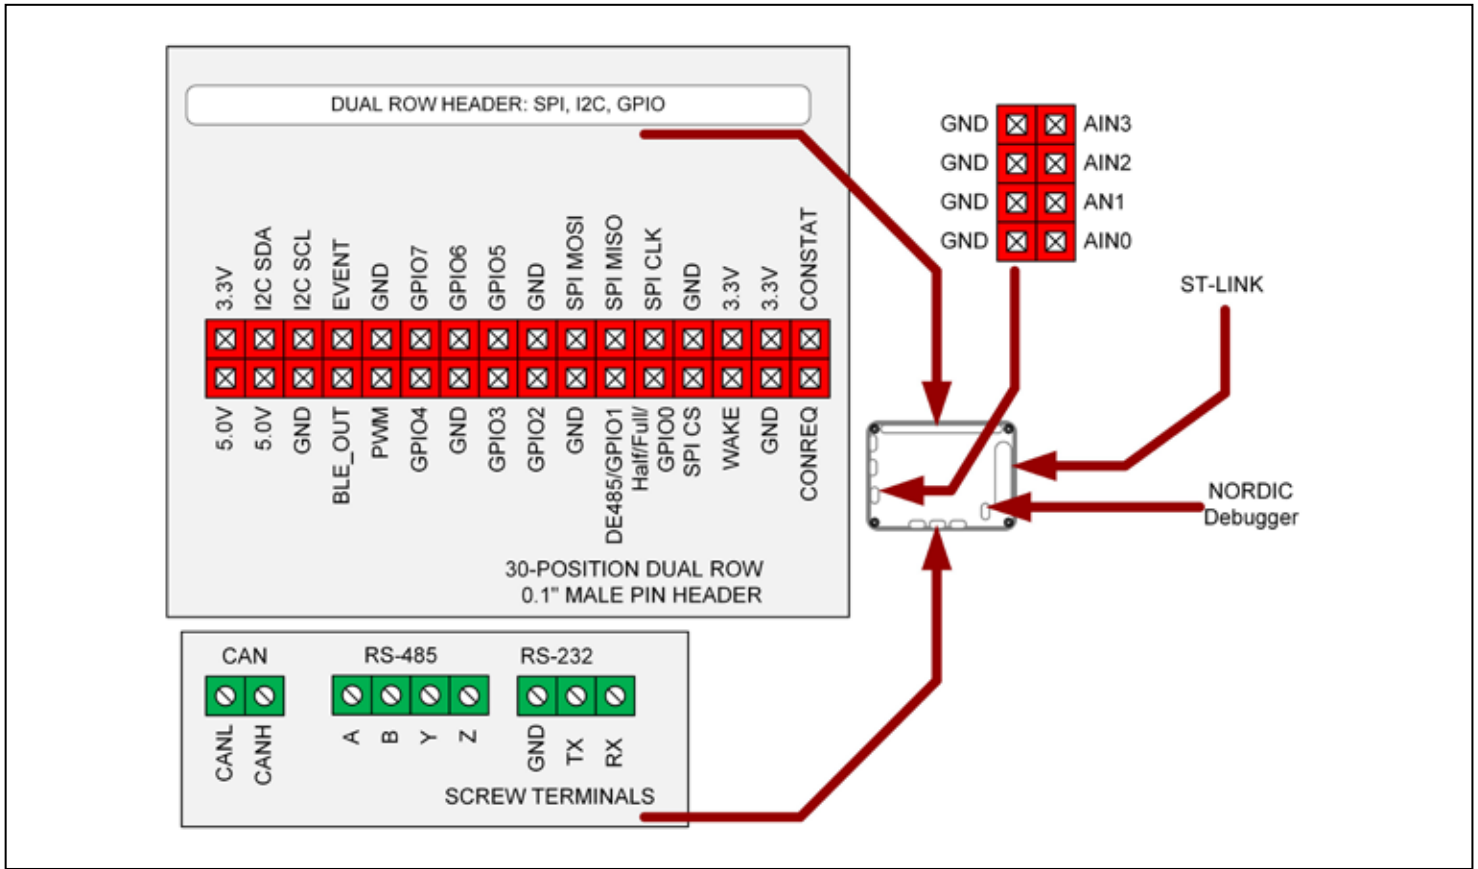 DUAL ROW HEADER: SPI, I2C, GPIO
3.3V
I2C SDA
I2C SCL
EVENT
GND
GPIO7
GPIO6
GPIO5
GND
SPI MOSI
SPI MISO
SPI CLK
GND
3.3V
3.3V
CONSTAT
5.0V
5.0V
GND
BLE_OUT
PWM
GPIO4
GND
GPIO3
GPIO2
GND
DE485/GPIO1
Half/Full/
GPIO0
SPI CS
WAKE
GND
CONREQ
30-POSITION DUAL ROW
0.1" MALE PIN HEADER
GND AIN3
GND AIN2
GND AN1
GND AIN0
ST-LINK
NORDIC
Debugger
CAN
CANL
CANH
RS-485
A
B
Y
Z
RS-232
GND
TX
RX
SCREW TERMINALS